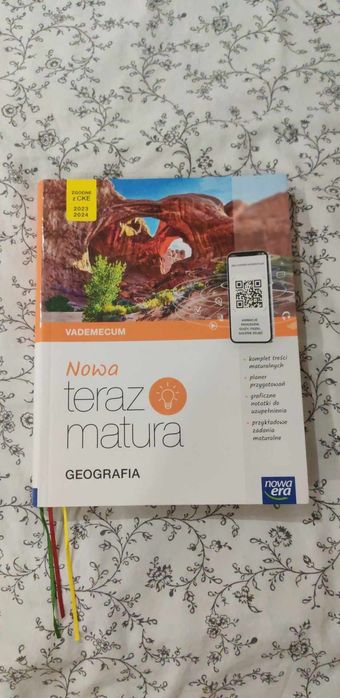 ZGODNE
z CKE
2023
2024
VADEMECUM
Nowa
teraz
matura
GEOGRAFIA
ANIMACJE
komplet treści
maturalnych
planer
przygotowań
graficzne
notatki do
uzupełnienia
przykładowe
zadania
maturalne
nowa
era